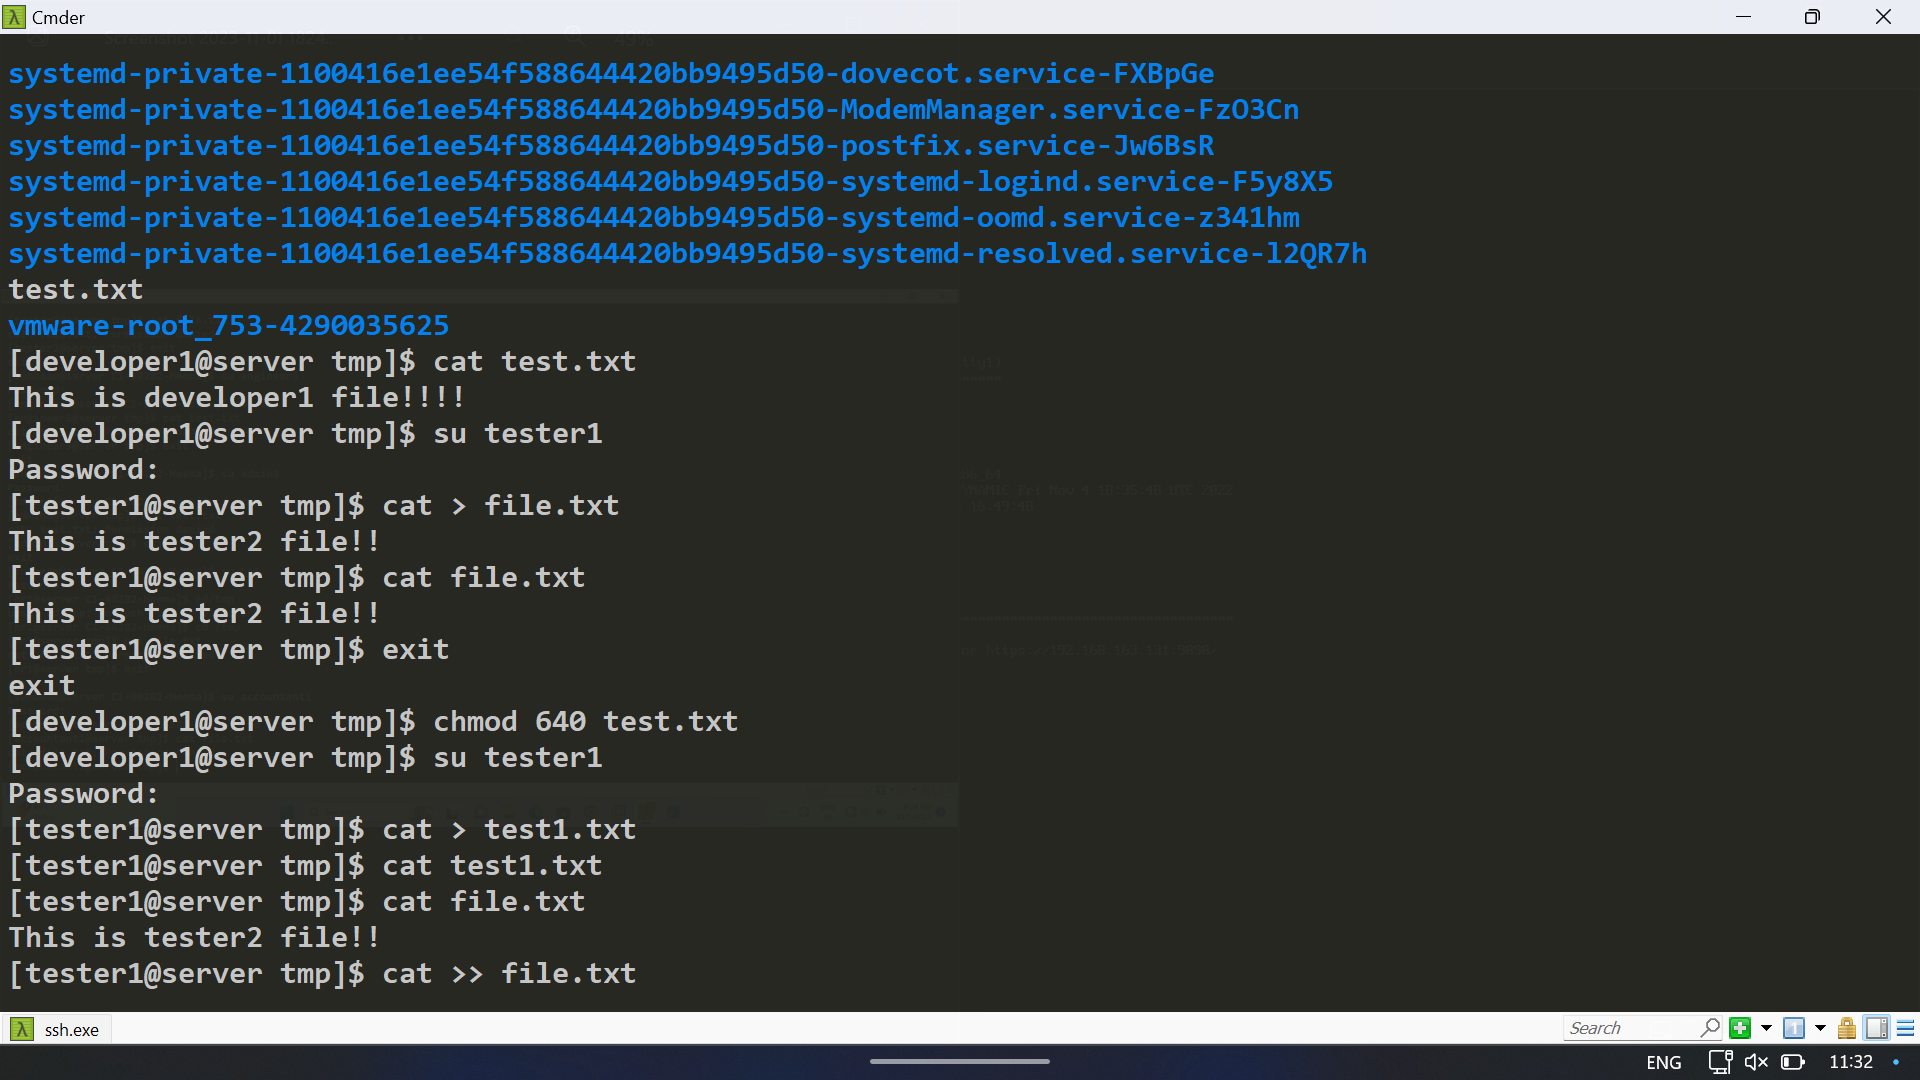 Cmder
systemd-private-1100416e1ee54f588644420bb9495d50-dovecot.service-FXBpGe
systemd-private-1100416e1ee54f588644420bb9495d50-ModemManager.service-FzO3Cn
systemd-private-1100416e1ee54f588644420bb9495d50-postfix.service-Jw6BsR
systemd-private-1100416e1ee54f588644420bb9495d50-systemd-logind.service-F5y8X5
systemd-private-1100416e1ee54f588644420bb9495d50-systemd-oomd.service-z341hm
systemd-private-1100416e1ee54f588644420bb9495d50-systemd-resolved.service-l2QR7h
test.txt
vmware-root_753-4290035625
[developer1@server tmp]$ cat test.txt
This is developer1 file!!!!
[developer1@server tmp]$ su tester1
Password:
[tester1@server tmp]$ cat > file.txt
This is tester2 file!!
[tester1@server tmp]$ cat file.txt
This is tester2 file!!
[tester1@server tmp]$ exit
exit
[developer1@server tmp]$ chmod 640 test.txt
[developer1@server tmp]$ su tester1
Password:
[tester1@server tmp]$ cat > test1.txt
[tester1@server tmp]$ cat test1.txt
[tester1@server tmp]$ cat file.txt
This is tester2 file!!
[tester1@server tmp]$ cat >> file.txt
ssh.exe
Search
ENG 11:32